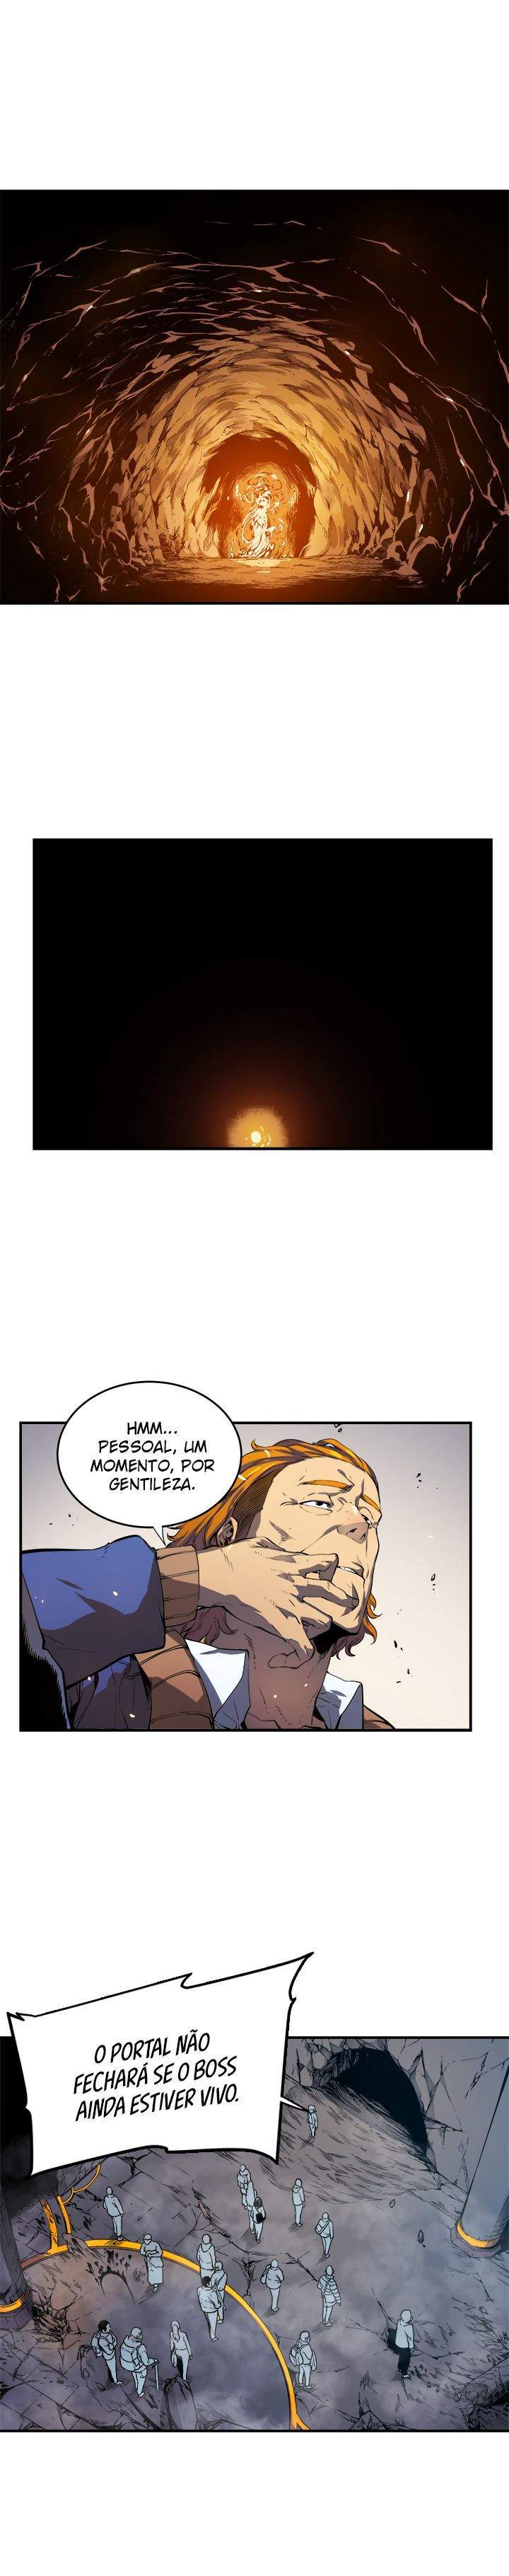 HMM...
PESSOAL, UM
MOMENTO, POR
GENTILEZA.
O PORTAL NÃO
FECHARÁ SE O BOSS
AINDA ESTIVER VIVO.